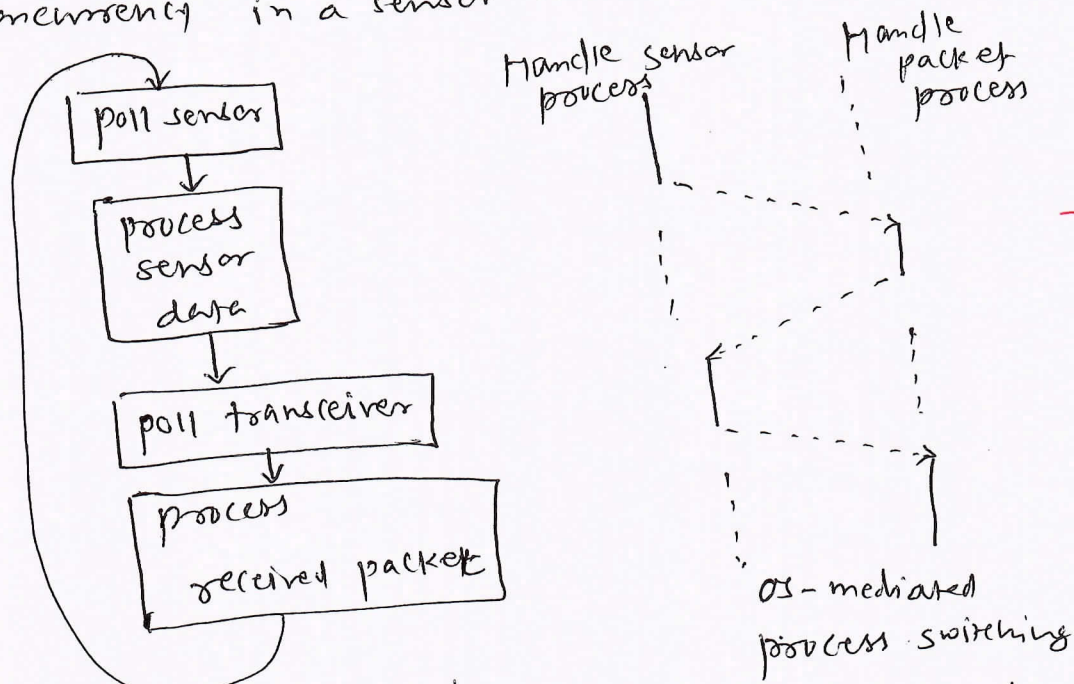 in a sensor
poll sensor
process
sensor
data
poll transceiver
process
received packet
Handle sensor
process
Handle
packet
process
OS-mediated
process switching